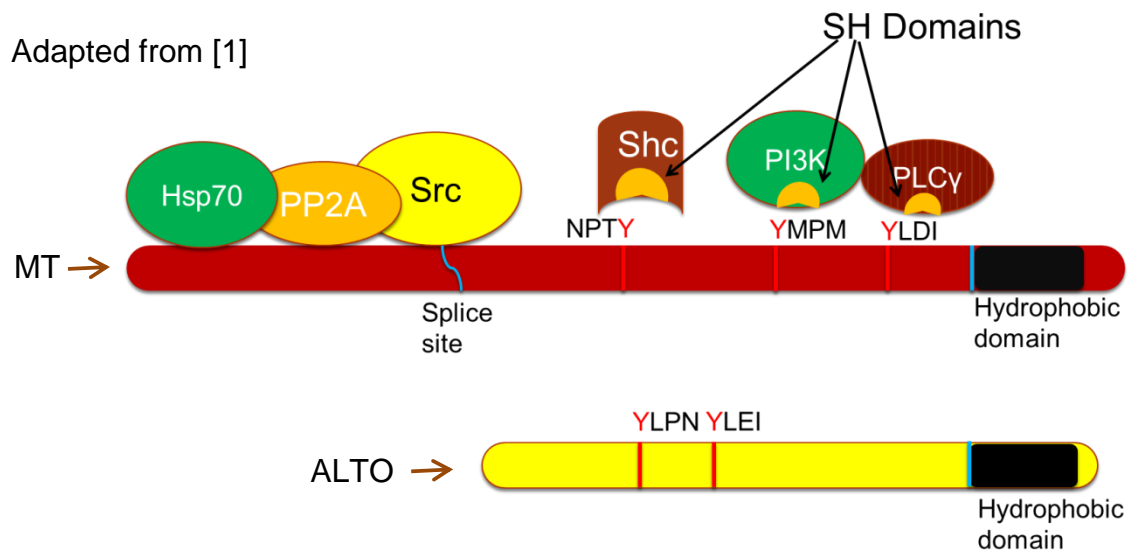 SH Domains
Adapted from [1]
Hsp70
PP2A
Src
Shc
PI3K
PLCγ
NPTY
YMPM
YLDI
MT
Splice
site
Hydrophobic
domain
YLPN
YLEI
ALTO
Hydrophobic
domain